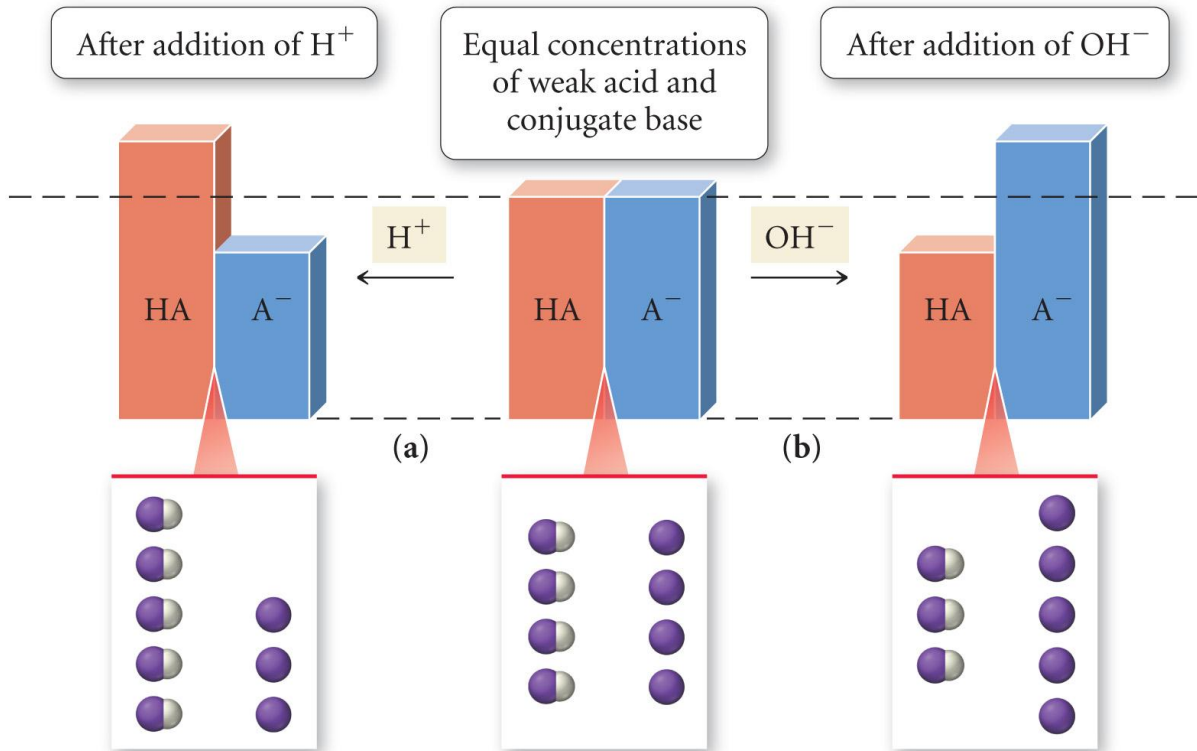 After addition of H⁺
Equal concentrations
of weak acid and
conjugate base
After addition of OH⁻
H⁺
OH⁻
HA
A⁻
HA
A⁻
HA
A⁻
(a)
(b)